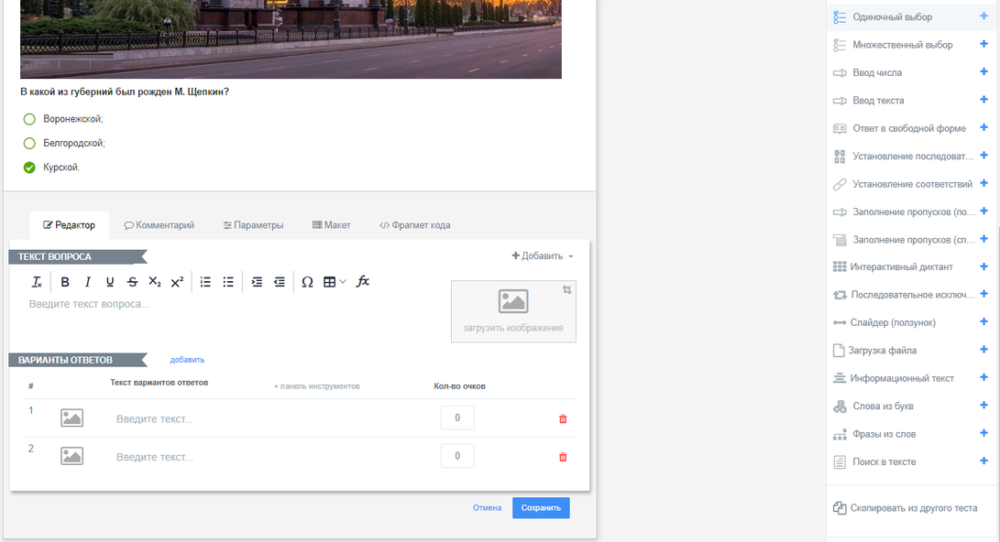 В какой из губерний был рожден М. Щепкин?
Воронежской;
Белгородской;
Курской.
Редактор
Комментарий
Параметры
Макет
</> Фрагмет кода
ТЕКСТ ВОПРОСА
+ Добавить
Введите текст вопроса...
загрузить изображение
ВАРИАНТЫ ОТВЕТОВ
добавить
# Текст вариантов ответов + панель инструментов Кол-во очков
1 Введите текст... 0
2 Введите текст... 0
Отмена
Сохранить
Одиночный выбор +
Множественный выбор +
Ввод числа +
Ввод текста +
Ответ в свободной форме +
Установление последоват... +
Установление соответствий +
Заполнение пропусков (по... +
Заполнение пропусков (сп... +
Интерактивный диктант +
Последовательное исключ... +
Слайдер (ползунок) +
Загрузка файла +
Информационный текст +
Слова из букв +
Фразы из слов +
Поиск в тексте +
Скопировать из другого теста